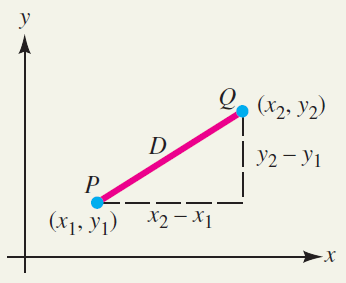 y
Q (x₂, y₂)
D
y₂ − y₁
P
(x₁, y₁) x₂ − x₁
x